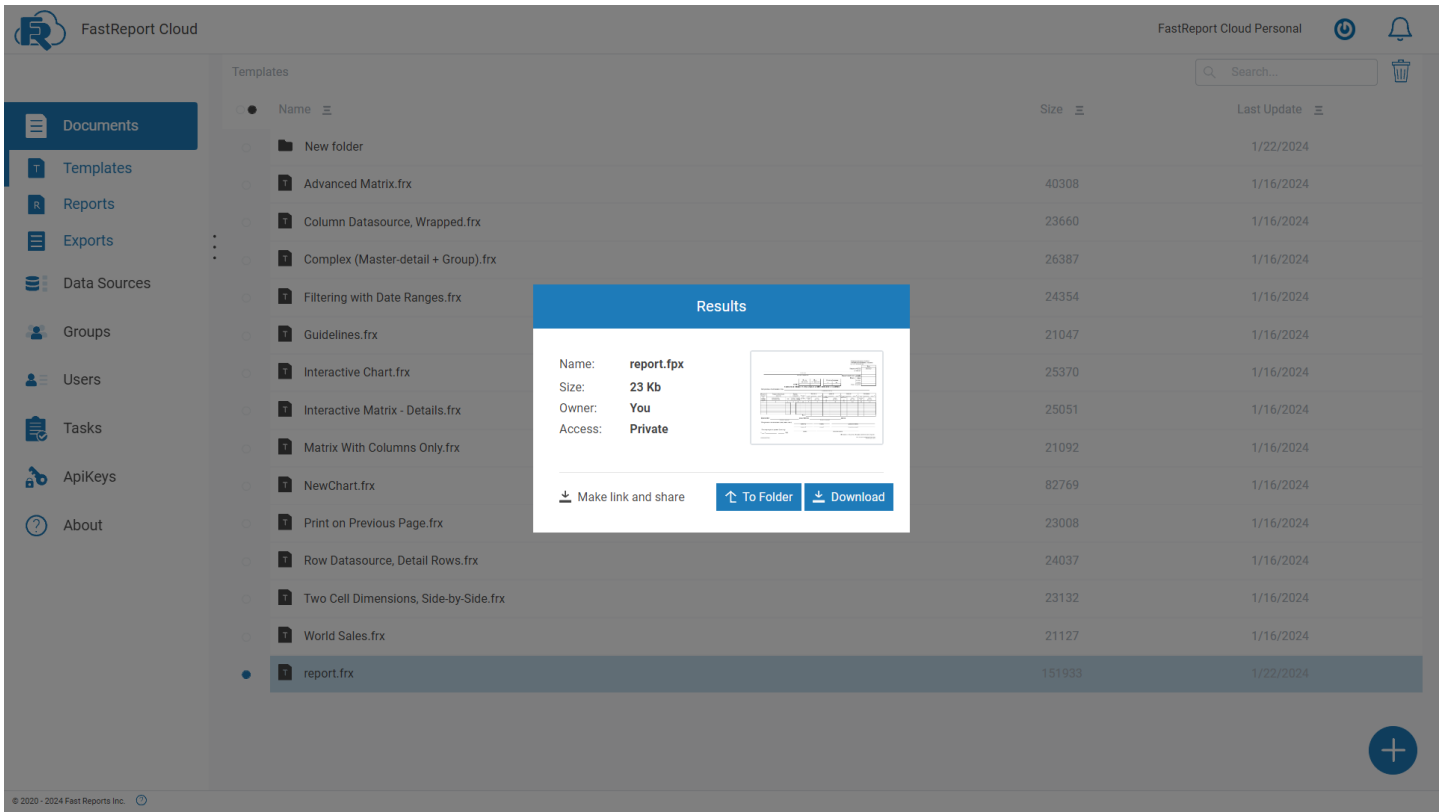 FastReport Cloud
FastReport Cloud Personal
Templates
Search...
Name Size Last Update
Documents
Templates
Reports
Exports
Data Sources
Groups
Users
Tasks
ApiKeys
About
New folder 1/22/2024
Advanced Matrix.frx 40308 1/16/2024
Column Datasource, Wrapped.frx 23660 1/16/2024
Complex (Master-detail + Group).frx 26387 1/16/2024
Filtering with Date Ranges.frx 24354 1/16/2024
Guidelines.frx 21047 1/16/2024
Interactive Chart.frx 25370 1/16/2024
Interactive Matrix - Details.frx 25051 1/16/2024
Matrix With Columns Only.frx 21092 1/16/2024
NewChart.frx 82769 1/16/2024
Print on Previous Page.frx 23008 1/16/2024
Row Datasource, Detail Rows.frx 24037 1/16/2024
Two Cell Dimensions, Side-by-Side.frx 23132 1/16/2024
World Sales.frx 21127 1/16/2024
report.frx 151933 1/22/2024
Results
Name: report.fpx
Size: 23 Kb
Owner: You
Access: Private
Make link and share To Folder Download
© 2020 - 2024 Fast Reports Inc.